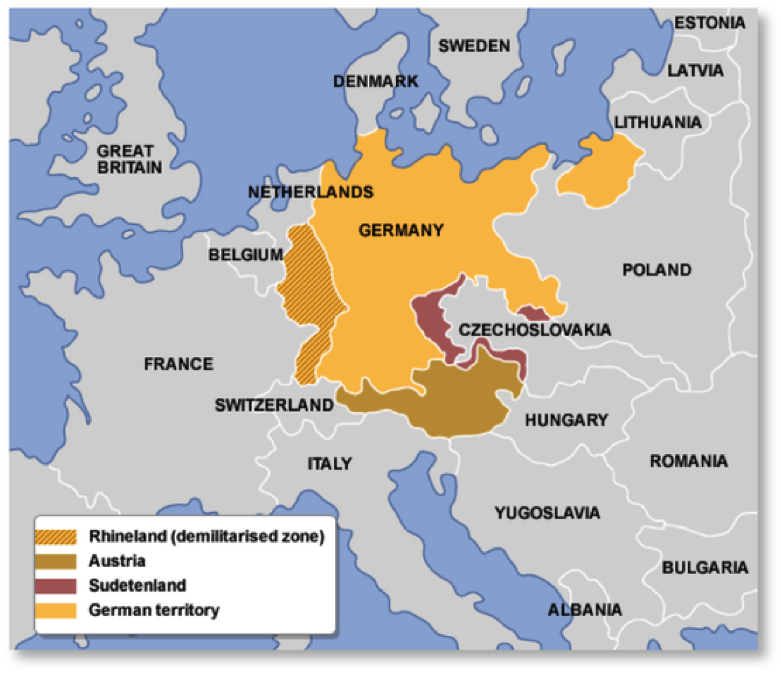 ESTONIA
SWEDEN
LATVIA
DENMARK
LITHUANIA
GREAT
BRITAIN
NETHERLANDS
GERMANY
BELGIUM
POLAND
CZECHOSLOVAKIA
FRANCE
SWITZERLAND
HUNGARY
ITALY
ROMANIA
YUGOSLAVIA
Rhineland (demilitarised zone)
Austria
BULGARIA
Sudetenland
German territory
ALBANIA